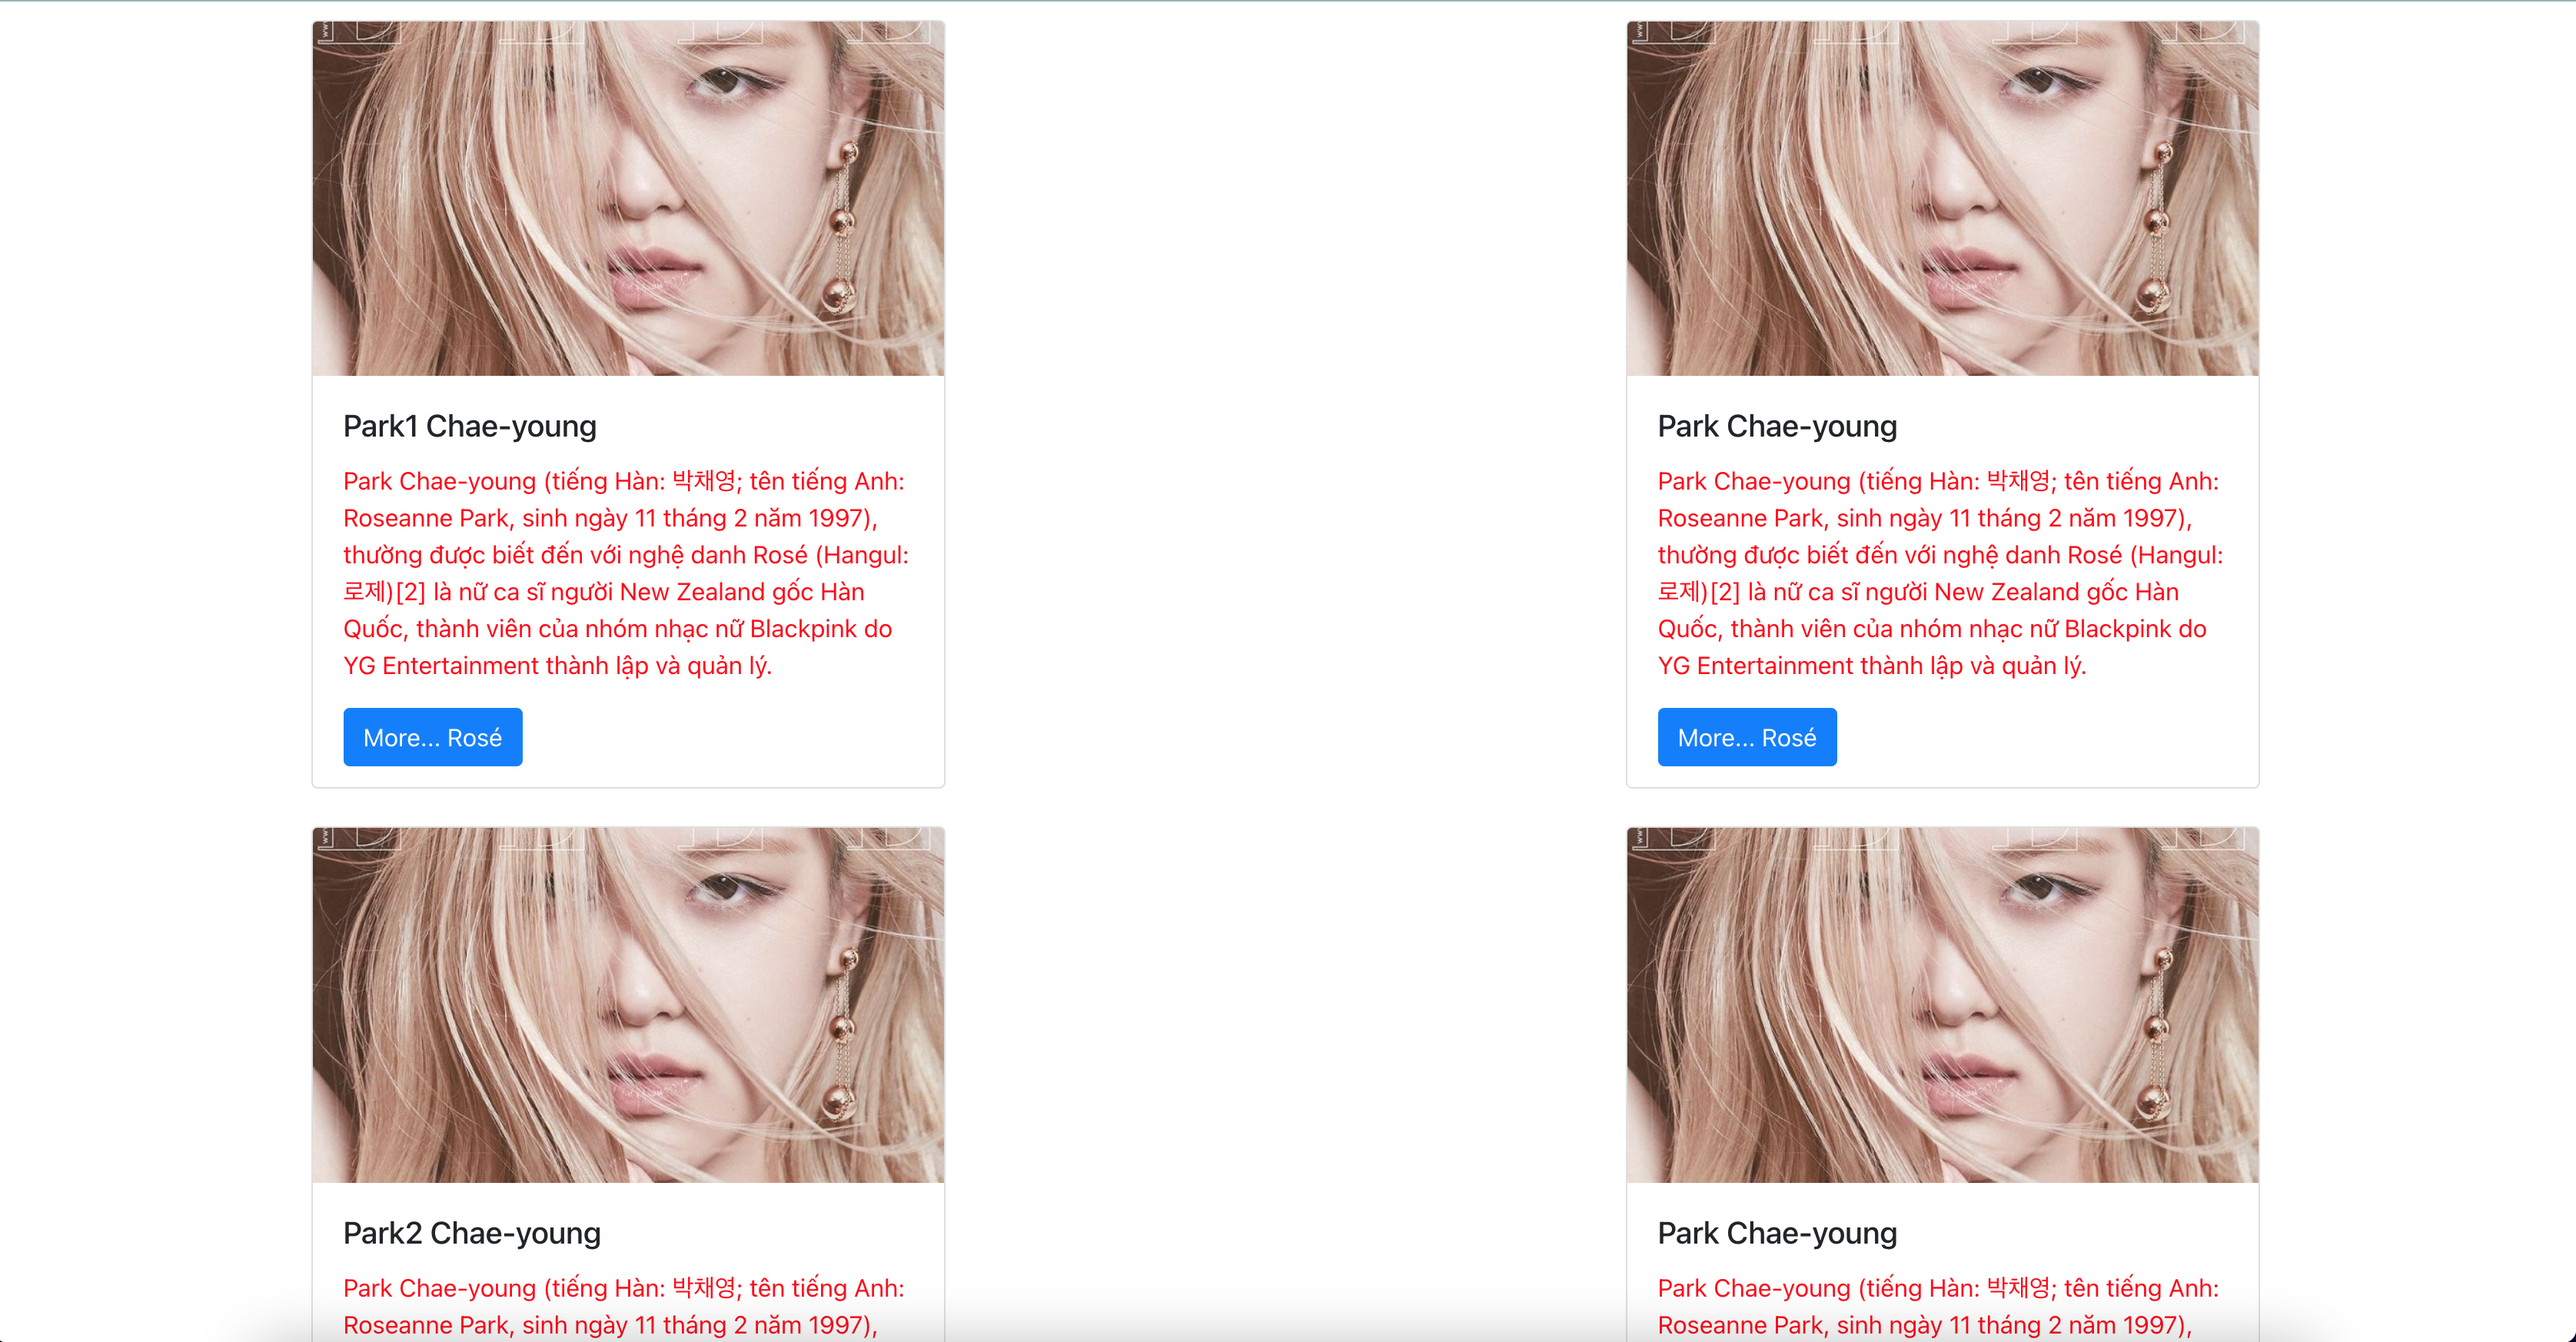 Park1 Chae-young
Park Chae-young (tiếng Hàn: 박채영; tên tiếng Anh:
Roseanne Park, sinh ngày 11 tháng 2 năm 1997),
thường được biết đến với nghệ danh Rosé (Hangul:
로제)[2] là nữ ca sĩ người New Zealand gốc Hàn
Quốc, thành viên của nhóm nhạc nữ Blackpink do
YG Entertainment thành lập và quản lý.
More... Rosé
Park Chae-young
Park Chae-young (tiếng Hàn: 박채영; tên tiếng Anh:
Roseanne Park, sinh ngày 11 tháng 2 năm 1997),
thường được biết đến với nghệ danh Rosé (Hangul:
로제)[2] là nữ ca sĩ người New Zealand gốc Hàn
Quốc, thành viên của nhóm nhạc nữ Blackpink do
YG Entertainment thành lập và quản lý.
More... Rosé
Park2 Chae-young
Park Chae-young (tiếng Hàn: 박채영; tên tiếng Anh:
Roseanne Park, sinh ngày 11 tháng 2 năm 1997),
Park Chae-young
Park Chae-young (tiếng Hàn: 박채영; tên tiếng Anh:
Roseanne Park, sinh ngày 11 tháng 2 năm 1997),